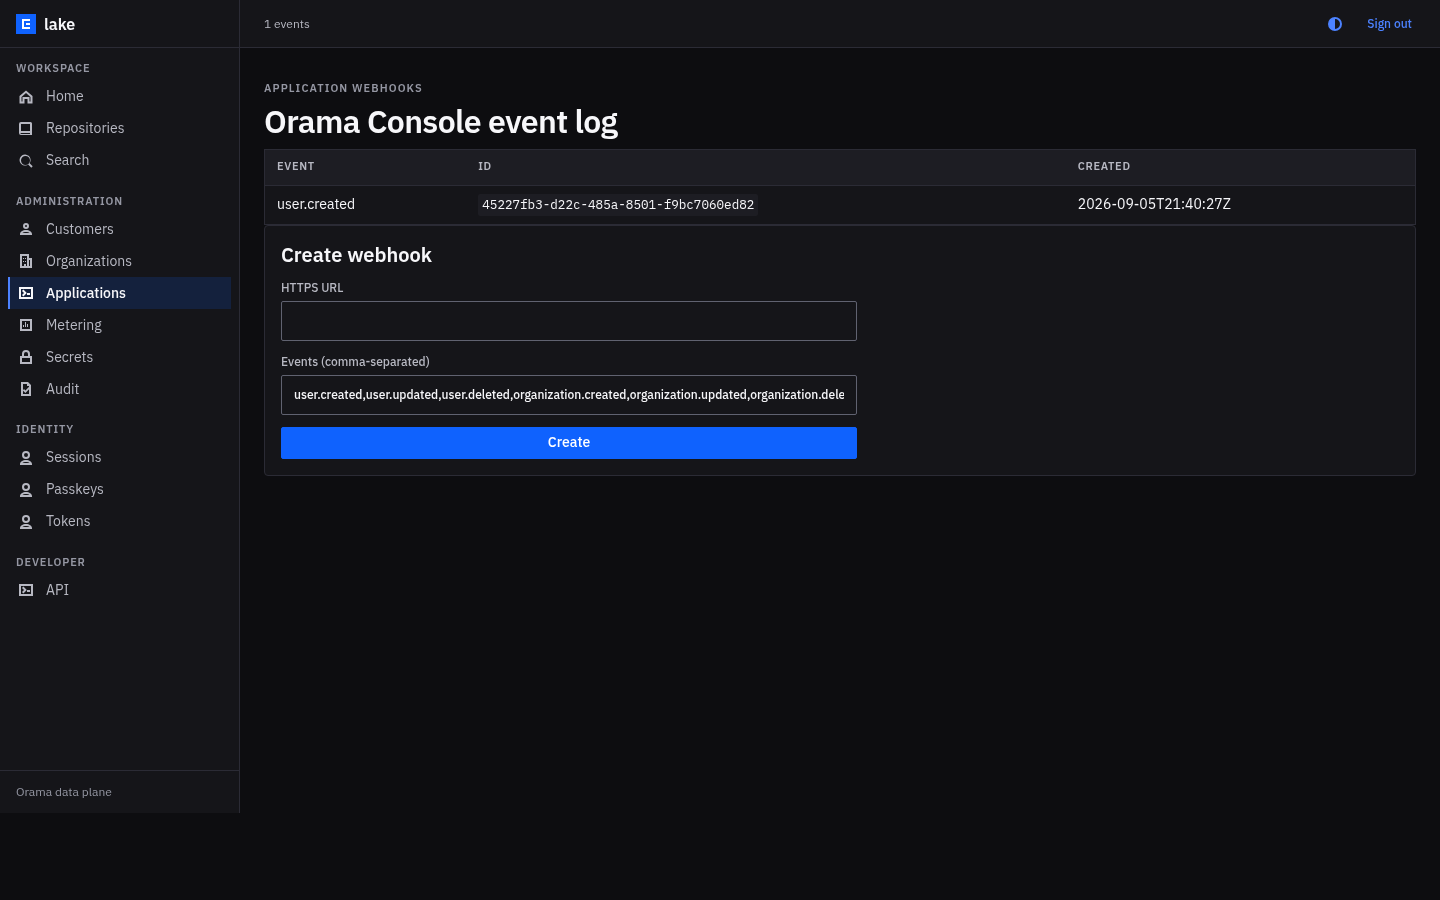 lake
1 events
Sign out
WORKSPACE
Home
Repositories
Search
ADMINISTRATION
Customers
Organizations
Applications
Metering
Secrets
Audit
IDENTITY
Sessions
Passkeys
Tokens
DEVELOPER
API
Orama data plane
APPLICATION WEBHOOKS
Orama Console event log
EVENT ID CREATED
user.created 45227fb3-d22c-485a-8501-f9bc7060ed82 2026-09-05T21:40:27Z
Create webhook
HTTPS URL
Events (comma-separated)
user.created,user.updated,user.deleted,organization.created,organization.updated,organization.dele
Create